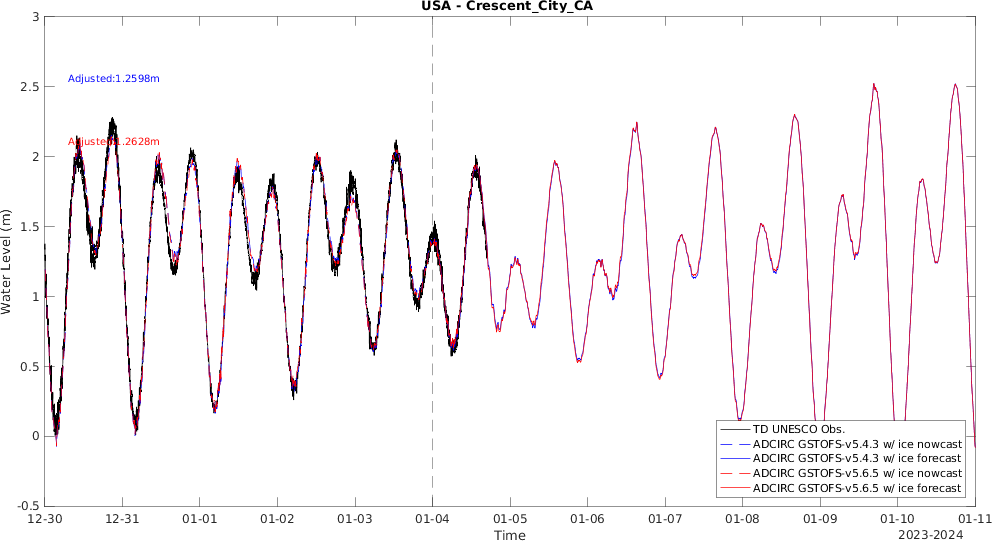 USA - Crescent_City_CA
3
2.5
2
1.5
1
0.5
0
-0.5
Water Level (m)
Adjusted:1.2598m
Adjusted:1.2628m
TD UNESCO Obs.
ADCIRC GSTOFS-v5.4.3 w/ ice nowcast
ADCIRC GSTOFS-v5.4.3 w/ ice forecast
ADCIRC GSTOFS-v5.6.5 w/ ice nowcast
ADCIRC GSTOFS-v5.6.5 w/ ice forecast
12-30 12-31 01-01 01-02 01-03 01-04 01-05 01-06 01-07 01-08 01-09 01-10 01-11
Time
2023-2024